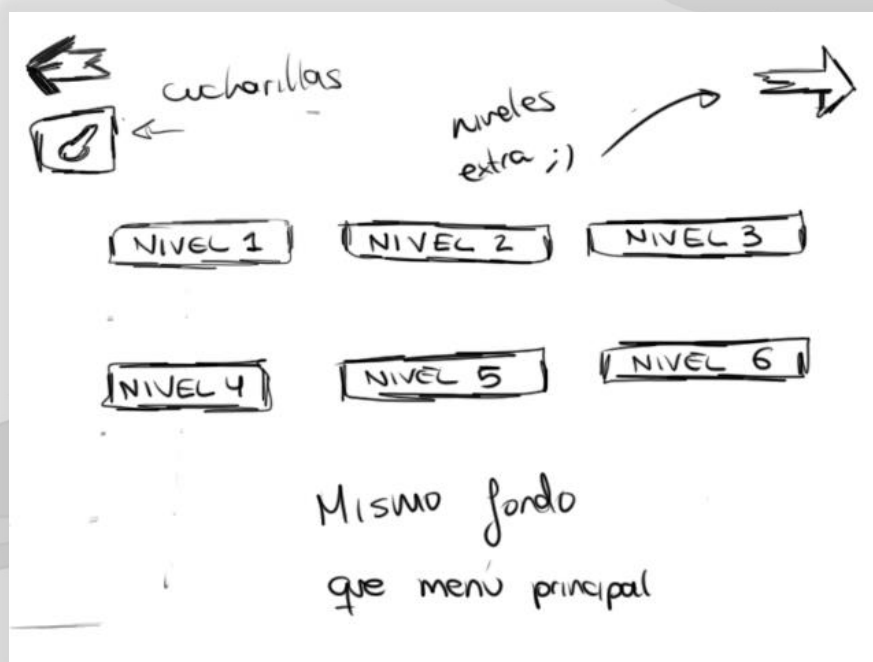 cucharillas
niveles
extra ;)
NIVEL 1
NIVEL 2
NIVEL 3
NIVEL 4
NIVEL 5
NIVEL 6
Mismo fondo
que menú principal